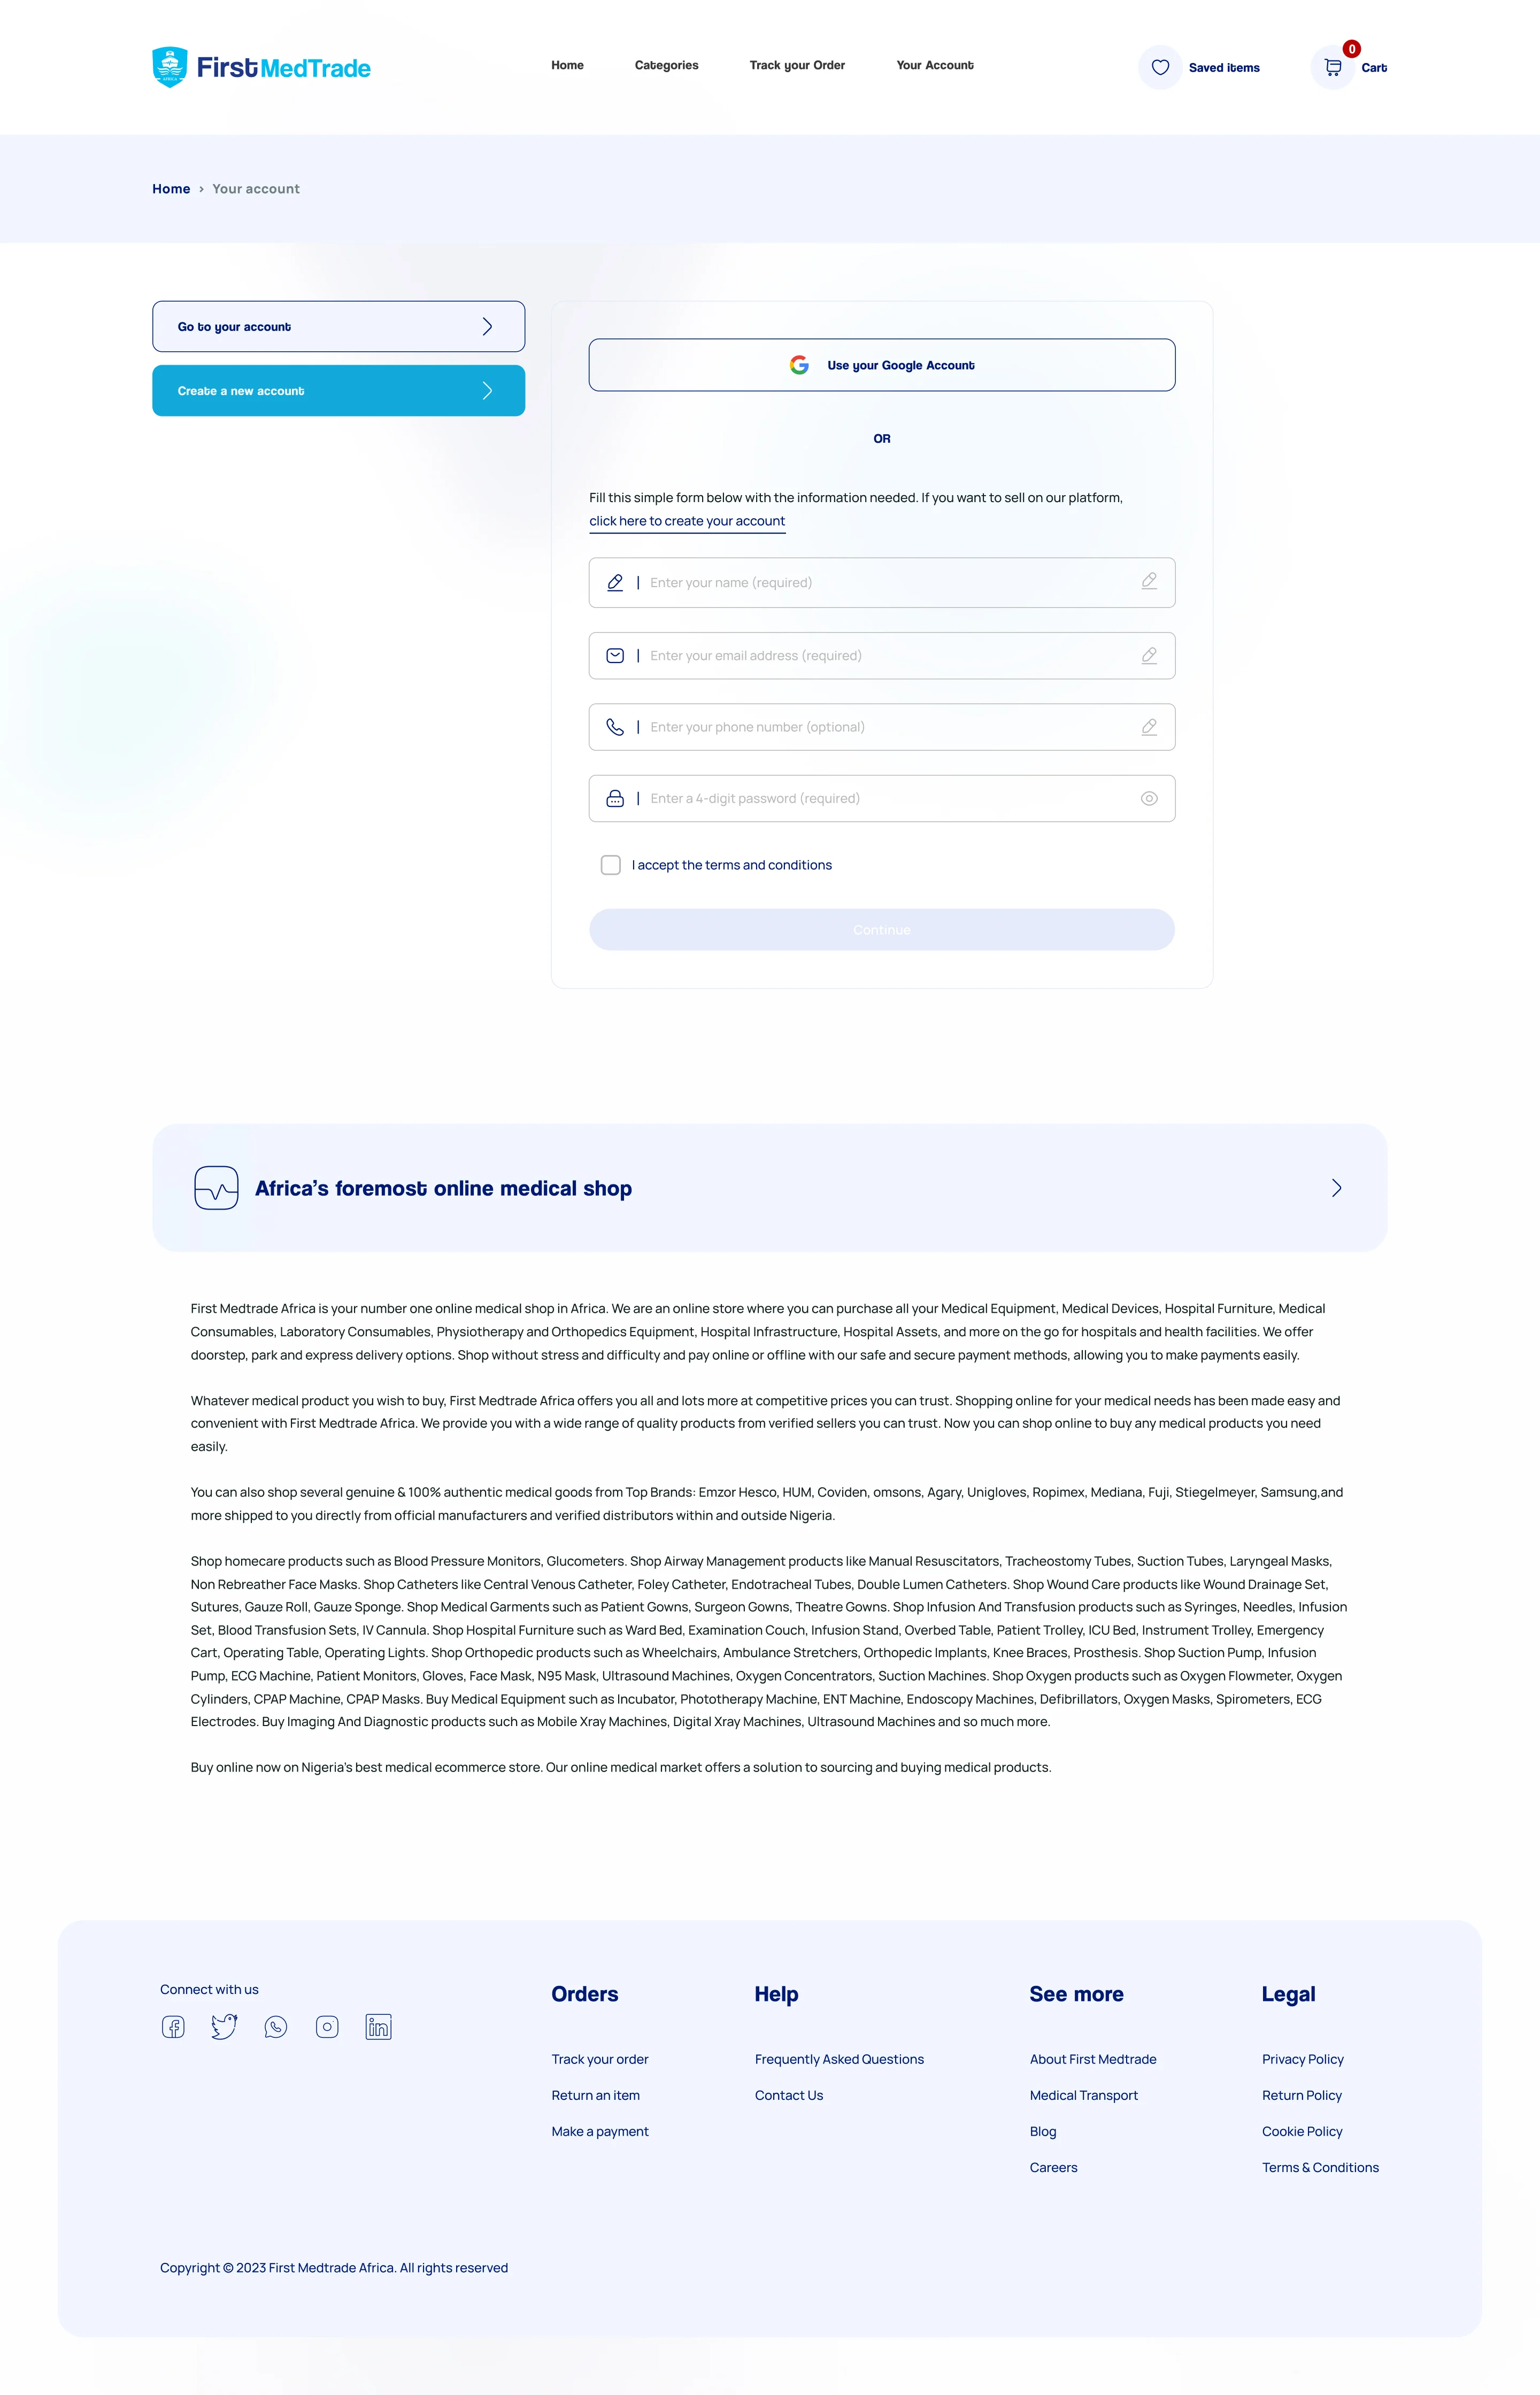 FirstMedTrade
AFRICA
Home
Categories
Track your Order
Your Account
Saved items
0
Cart
Home › Your account
Go to your account
Create a new account
Use your Google Account
OR
Fill this simple form below with the information needed. If you want to sell on our platform,
click here to create your account
Enter your name (required)
Enter your email address (required)
Enter your phone number (optional)
Enter a 4-digit password (required)
I accept the terms and conditions
Continue
Africa's foremost online medical shop
First Medtrade Africa is your number one online medical shop in Africa. We are an online store where you can purchase all your Medical Equipment, Medical Devices, Hospital Furniture, Medical
Consumables, Laboratory Consumables, Physiotherapy and Orthopedics Equipment, Hospital Infrastructure, Hospital Assets, and more on the go for hospitals and health facilities. We offer
doorstep, park and express delivery options. Shop without stress and difficulty and pay online or offline with our safe and secure payment methods, allowing you to make payments easily.
Whatever medical product you wish to buy, First Medtrade Africa offers you all and lots more at competitive prices you can trust. Shopping online for your medical needs has been made easy and
convenient with First Medtrade Africa. We provide you with a wide range of quality products from verified sellers you can trust. Now you can shop online to buy any medical products you need
easily.
You can also shop several genuine & 100% authentic medical goods from Top Brands: Emzor Hesco, HUM, Coviden, omsons, Agary, Unigloves, Ropimex, Mediana, Fuji, Stiegelmeyer, Samsung,and
more shipped to you directly from official manufacturers and verified distributors within and outside Nigeria.
Shop homecare products such as Blood Pressure Monitors, Glucometers. Shop Airway Management products like Manual Resuscitators, Tracheostomy Tubes, Suction Tubes, Laryngeal Masks,
Non Rebreather Face Masks. Shop Catheters like Central Venous Catheter, Foley Catheter, Endotracheal Tubes, Double Lumen Catheters. Shop Wound Care products like Wound Drainage Set,
Sutures, Gauze Roll, Gauze Sponge. Shop Medical Garments such as Patient Gowns, Surgeon Gowns, Theatre Gowns. Shop Infusion And Transfusion products such as Syringes, Needles, Infusion
Set, Blood Transfusion Sets, IV Cannula. Shop Hospital Furniture such as Ward Bed, Examination Couch, Infusion Stand, Overbed Table, Patient Trolley, ICU Bed, Instrument Trolley, Emergency
Cart, Operating Table, Operating Lights. Shop Orthopedic products such as Wheelchairs, Ambulance Stretchers, Orthopedic Implants, Knee Braces, Prosthesis. Shop Suction Pump, Infusion
Pump, ECG Machine, Patient Monitors, Gloves, Face Mask, N95 Mask, Ultrasound Machines, Oxygen Concentrators, Suction Machines. Shop Oxygen products such as Oxygen Flowmeter, Oxygen
Cylinders, CPAP Machine, CPAP Masks. Buy Medical Equipment such as Incubator, Phototherapy Machine, ENT Machine, Endoscopy Machines, Defibrillators, Oxygen Masks, Spirometers, ECG
Electrodes. Buy Imaging And Diagnostic products such as Mobile Xray Machines, Digital Xray Machines, Ultrasound Machines and so much more.
Buy online now on Nigeria's best medical ecommerce store. Our online medical market offers a solution to sourcing and buying medical products.
Connect with us
Orders
Track your order
Return an item
Make a payment
Help
Frequently Asked Questions
Contact Us
See more
About First Medtrade
Medical Transport
Blog
Careers
Legal
Privacy Policy
Return Policy
Cookie Policy
Terms & Conditions
Copyright © 2023 First Medtrade Africa. All rights reserved